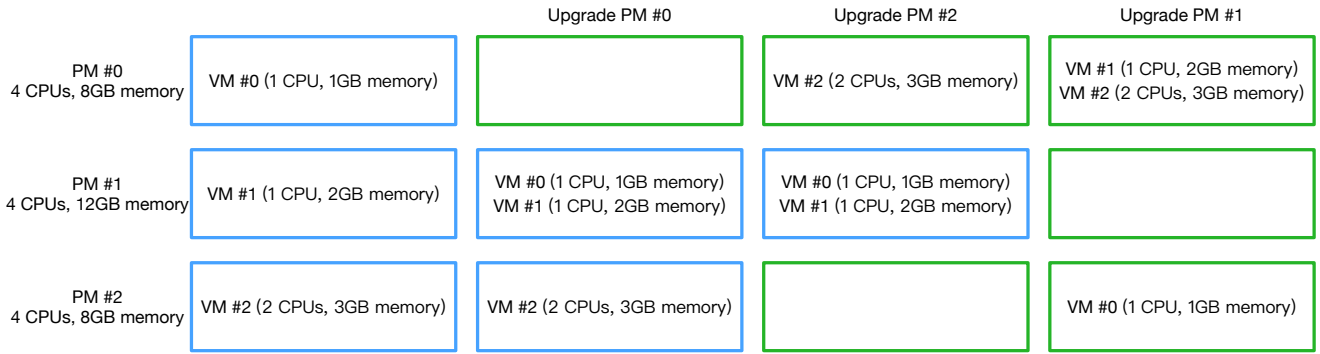 Upgrade PM #0
Upgrade PM #2
Upgrade PM #1
PM #0
4 CPUs, 8GB memory
VM #0 (1 CPU, 1GB memory)
VM #2 (2 CPUs, 3GB memory)
VM #1 (1 CPU, 2GB memory)
VM #2 (2 CPUs, 3GB memory)
PM #1
4 CPUs, 12GB memory
VM #1 (1 CPU, 2GB memory)
VM #0 (1 CPU, 1GB memory)
VM #1 (1 CPU, 2GB memory)
VM #0 (1 CPU, 1GB memory)
VM #1 (1 CPU, 2GB memory)
PM #2
4 CPUs, 8GB memory
VM #2 (2 CPUs, 3GB memory)
VM #2 (2 CPUs, 3GB memory)
VM #0 (1 CPU, 1GB memory)